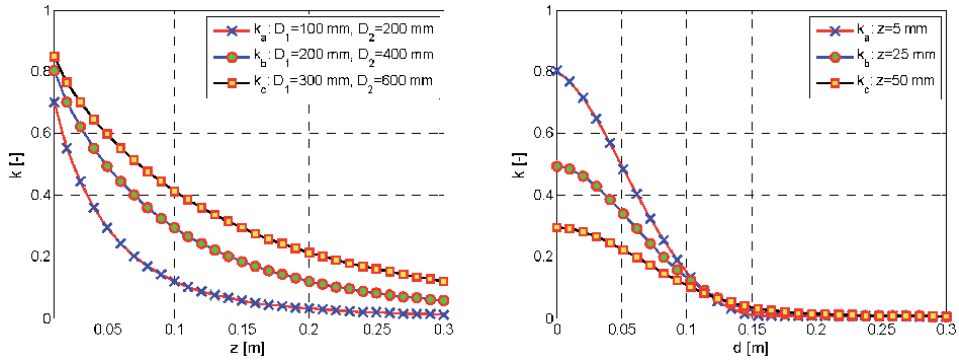 k_a: D_1=100 mm, D_2=200 mm
k_b: D_1=200 mm, D_2=400 mm
k_c: D_1=300 mm, D_2=600 mm
1
0.8
0.6
0.4
0.2
0
k [-]
0.05 0.1 0.15 0.2 0.25 0.3
z [m]
k_a: z=5 mm
k_b: z=25 mm
k_c: z=50 mm
1
0.8
0.6
0.4
0.2
0
k [-]
0 0.05 0.1 0.15 0.2 0.25 0.3
d [m]